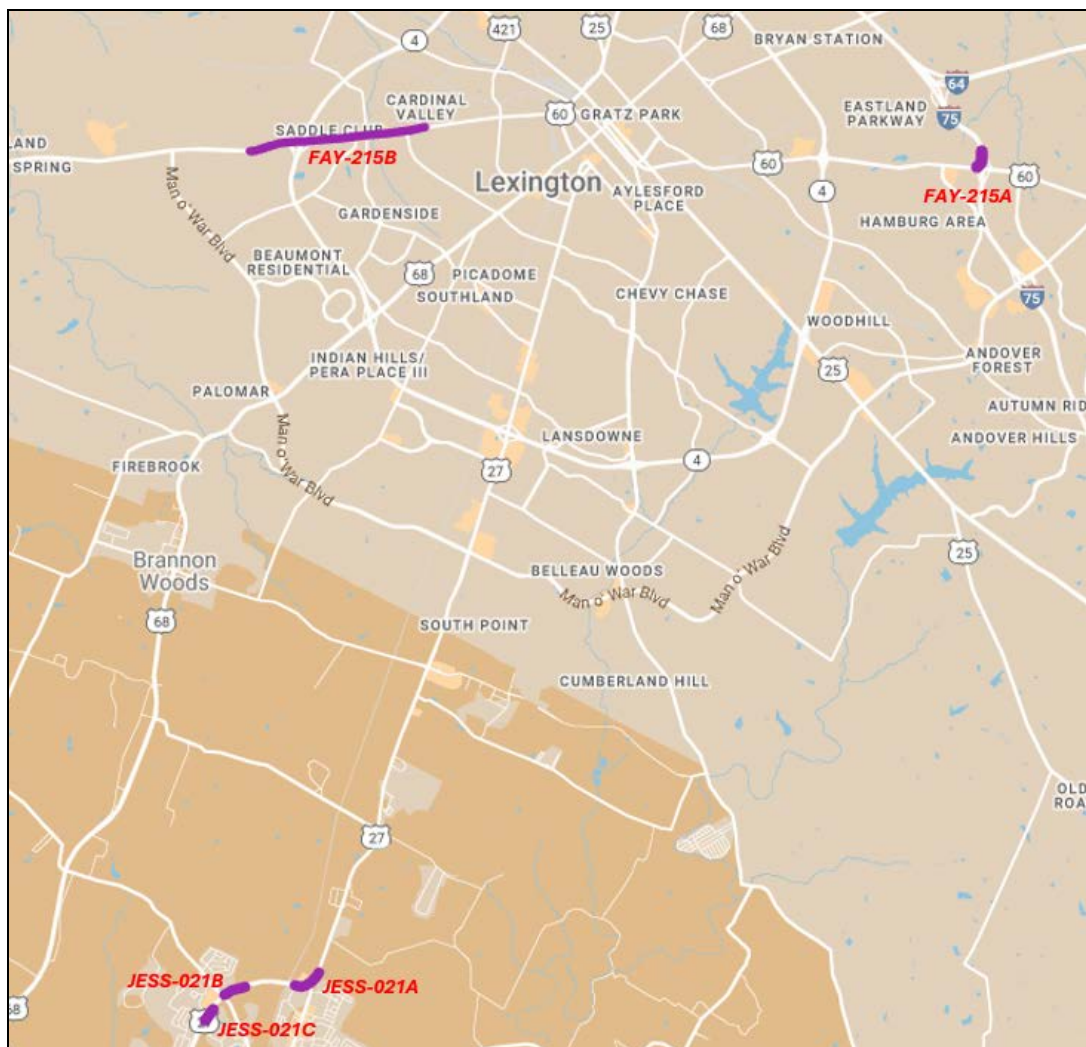 4
421
25
68
BRYAN STATION
64
CARDINAL
VALLEY
EASTLAND
PARKWAY
75
60
GRATZ PARK
SADDLE CLUB
LAND
SPRING
FAY-215B
60
4
60
FAY-215A
Man o' War Blvd
Lexington
AYLESFORD
PLACE
GARDENSIDE
HAMBURG AREA
BEAUMONT
RESIDENTIAL
68
PICADOME
SOUTHLAND
CHEVY CHASE
75
WOODHILL
INDIAN HILLS/
PERA PLACE III
25
ANDOVER
FOREST
PALOMAR
AUTUMN RID
Man o' War Blvd
LANSDOWNE
ANDOVER HILLS
4
FIREBROOK
27
Brannon
Woods
25
BELLEAU WOODS
Man o' War Blvd
Man o' War Blvd
68
SOUTH POINT
CUMBERLAND HILL
OLD
ROA
27
JESS-021B
JESS-021A
68
JESS-021C